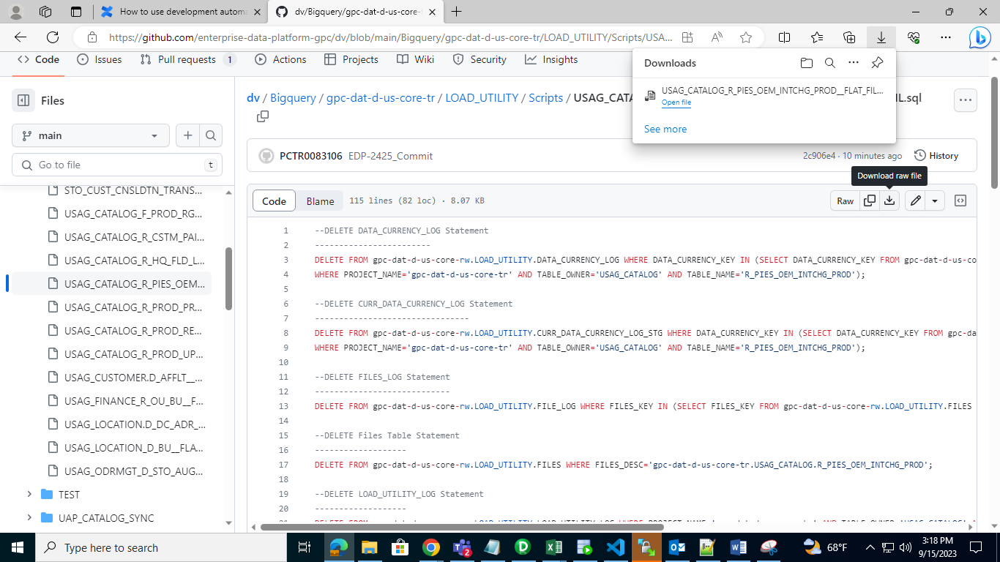 How to use development automa
dv/Bigquery/gpc-dat-d-us-core-t
https://github.com/enterprise-data-platform-gpc/dv/blob/main/Bigquery/gpc-dat-d-us-core-tr/LOAD_UTILITY/Scripts/USA...
Code
Issues
Pull requests 1
Actions
Projects
Wiki
Security
Insights
Downloads
USAG_CATALOG_R_PIES_OEM_INTCHG_PROD__FLAT_FIL...
Open file
See more
Files
main
Go to file t
STO_CUST_CNSLDTN_TRANS...
USAG_CATALOG_F_PROD_RG...
USAG_CATALOG_R_CSTM_PAI...
USAG_CATALOG_R_HQ_FLD_L...
USAG_CATALOG_R_PIES_OEM...
USAG_CATALOG_R_PROD_PR...
USAG_CATALOG_R_PROD_RE...
USAG_CATALOG_R_PROD_UP...
USAG_CUSTOMER.D_AFFLT__...
USAG_FINANCE_R_OU_BU__F...
USAG_LOCATION.D_DC_ADR_...
USAG_LOCATION_D_BU__FLA...
USAG_ODRMGT_D_STO_AUG...
TEST
UAP_CATALOG_SYNC
dv / Bigquery / gpc-dat-d-us-core-tr / LOAD_UTILITY / Scripts / USAG_CATA IL.sql
PCTR0083106 EDP-2425_Commit
2c906e4 · 10 minutes ago
History
Download raw file
Code
Blame
115 lines (82 loc) · 8.07 KB
Raw
1 --DELETE DATA_CURRENCY_LOG Statement
2 ------------------------
3 DELETE FROM gpc-dat-d-us-core-rw.LOAD_UTILITY.DATA_CURRENCY_LOG WHERE DATA_CURRENCY_KEY IN (SELECT DATA_CURRENCY_KEY FROM gpc-dat-d-us-co
4 WHERE PROJECT_NAME='gpc-dat-d-us-core-tr' AND TABLE_OWNER='USAG_CATALOG' AND TABLE_NAME='R_PIES_OEM_INTCHG_PROD');
5
6 --DELETE CURR_DATA_CURRENCY_LOG Statement
7 --------------------------------
8 DELETE FROM gpc-dat-d-us-core-rw.LOAD_UTILITY.CURR_DATA_CURRENCY_LOG_STG WHERE DATA_CURRENCY_KEY IN (SELECT DATA_CURRENCY_KEY FROM gpc-da
9 WHERE PROJECT_NAME='gpc-dat-d-us-core-tr' AND TABLE_OWNER='USAG_CATALOG' AND TABLE_NAME='R_PIES_OEM_INTCHG_PROD');
10
11 --DELETE FILES_LOG Statement
12 ----------------------------
13 DELETE FROM gpc-dat-d-us-core-rw.LOAD_UTILITY.FILE_LOG WHERE FILES_KEY IN (SELECT FILES_KEY FROM gpc-dat-d-us-core-rw.LOAD_UTILITY.FILES
14
15 --DELETE Files Table Statement
16 -------------------
17 DELETE FROM gpc-dat-d-us-core-rw.LOAD_UTILITY.FILES WHERE FILES_DESC='gpc-dat-d-us-core-tr.USAG_CATALOG.R_PIES_OEM_INTCHG_PROD';
18
19 --DELETE LOAD_UTILITY_LOG Statement
20 -------------------
Type here to search
2
68°F
3:18 PM
9/15/2023